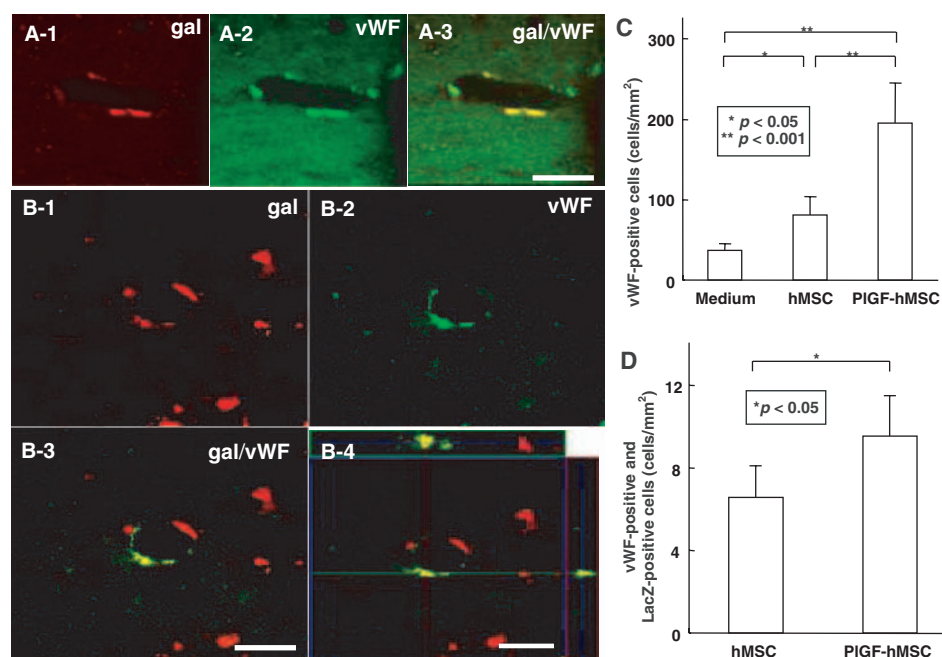 A-1
gal
A-2
vWF
A-3
gal/vWF
B-1
gal
B-2
vWF
B-3
gal/vWF
B-4
C
vWF-positive cells (cells/mm²)
300
200
100
0
**
*
**
* p < 0.05
** p < 0.001
Medium
hMSC
PlGF-hMSC
D
vWF-positive and
LacZ-positive cells (cells/mm²)
12
8
4
0
*
*p < 0.05
hMSC
PlGF-hMSC